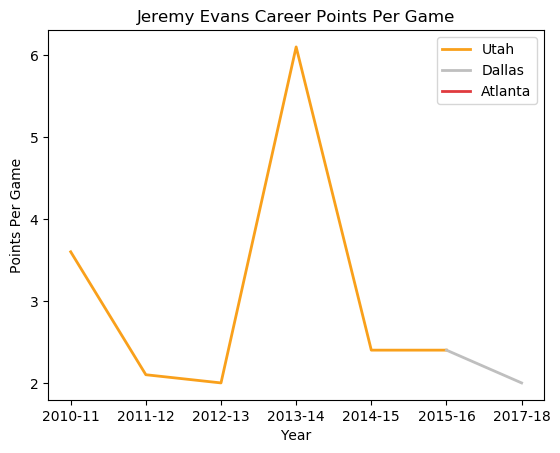 Jeremy Evans Career Points Per Game
Utah
Dallas
Atlanta
Points Per Game
6
5
4
3
2
2010-11 2011-12 2012-13 2013-14 2014-15 2015-16 2017-18
Year